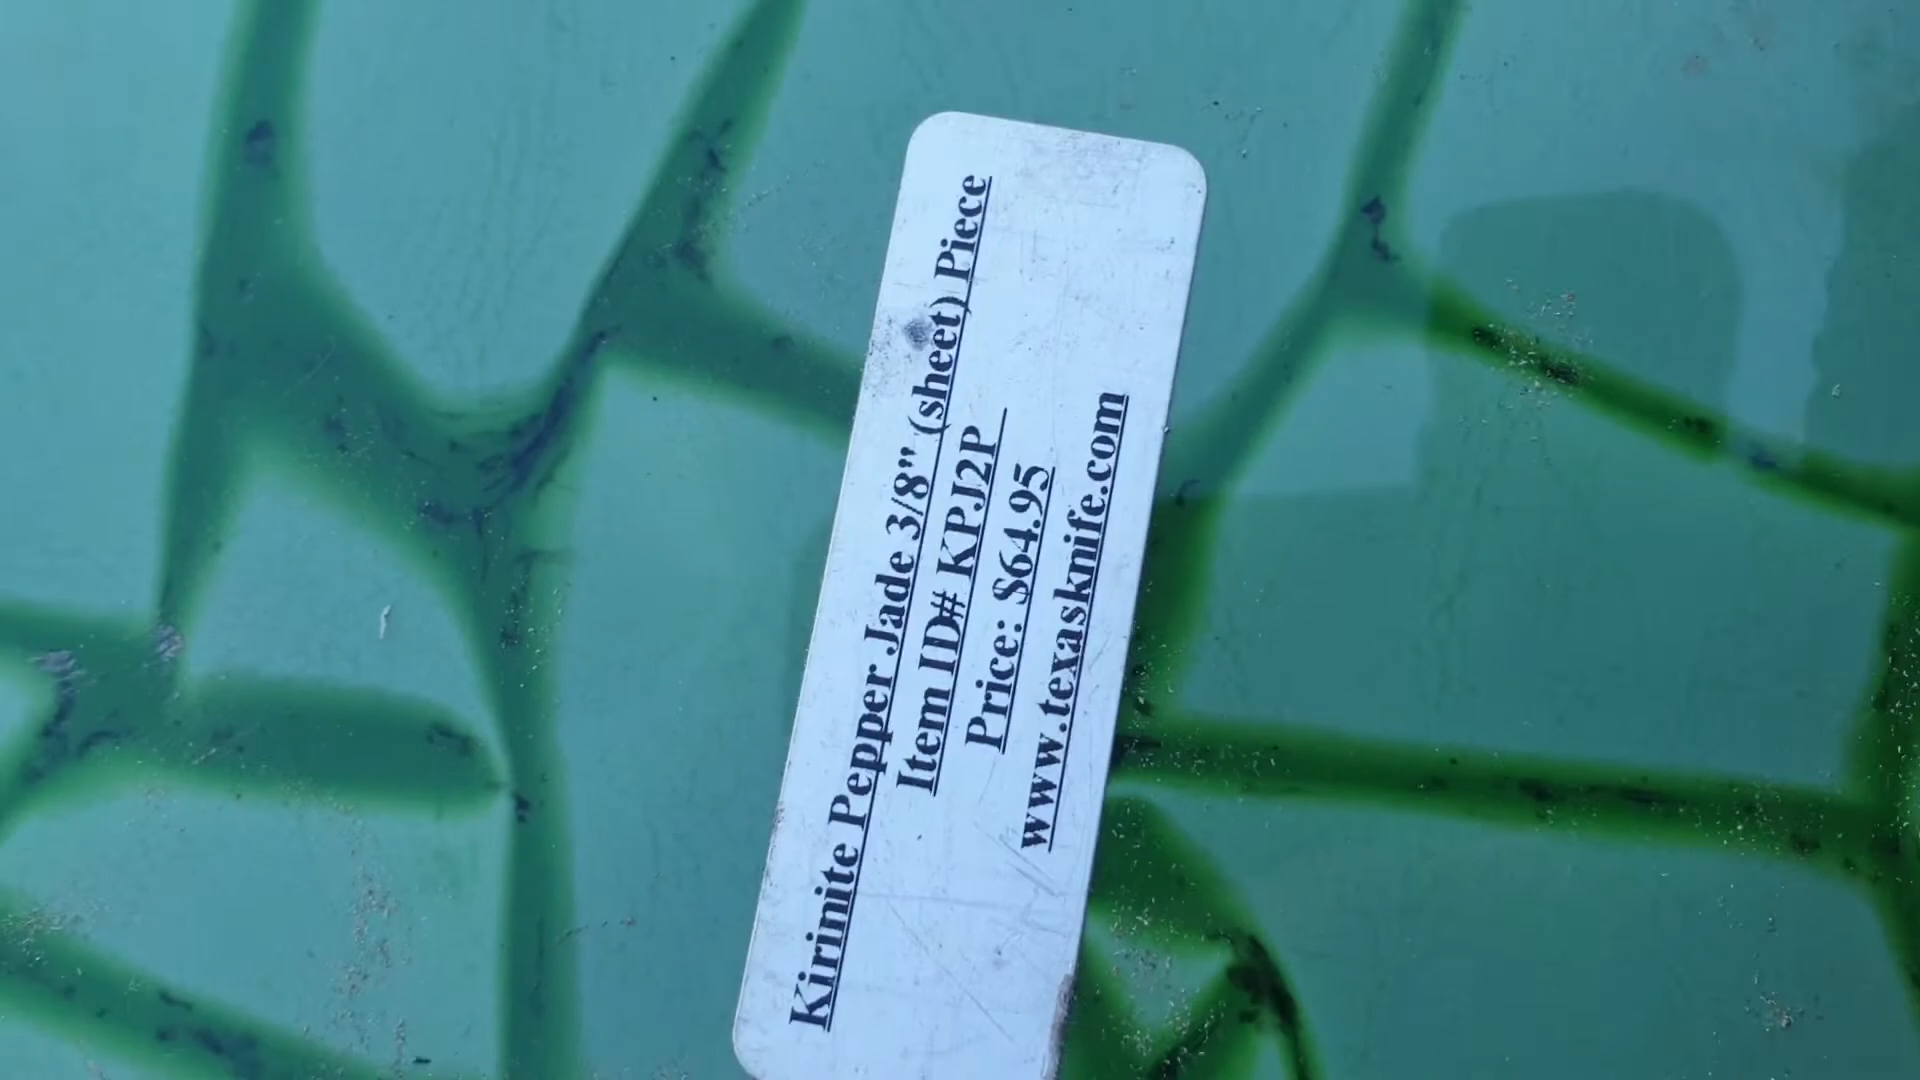 Kirinite Pepper Jade 3/8" (sheet) Piece
Item ID# KPJ2P
Price: $64.95
www.texasknife.com